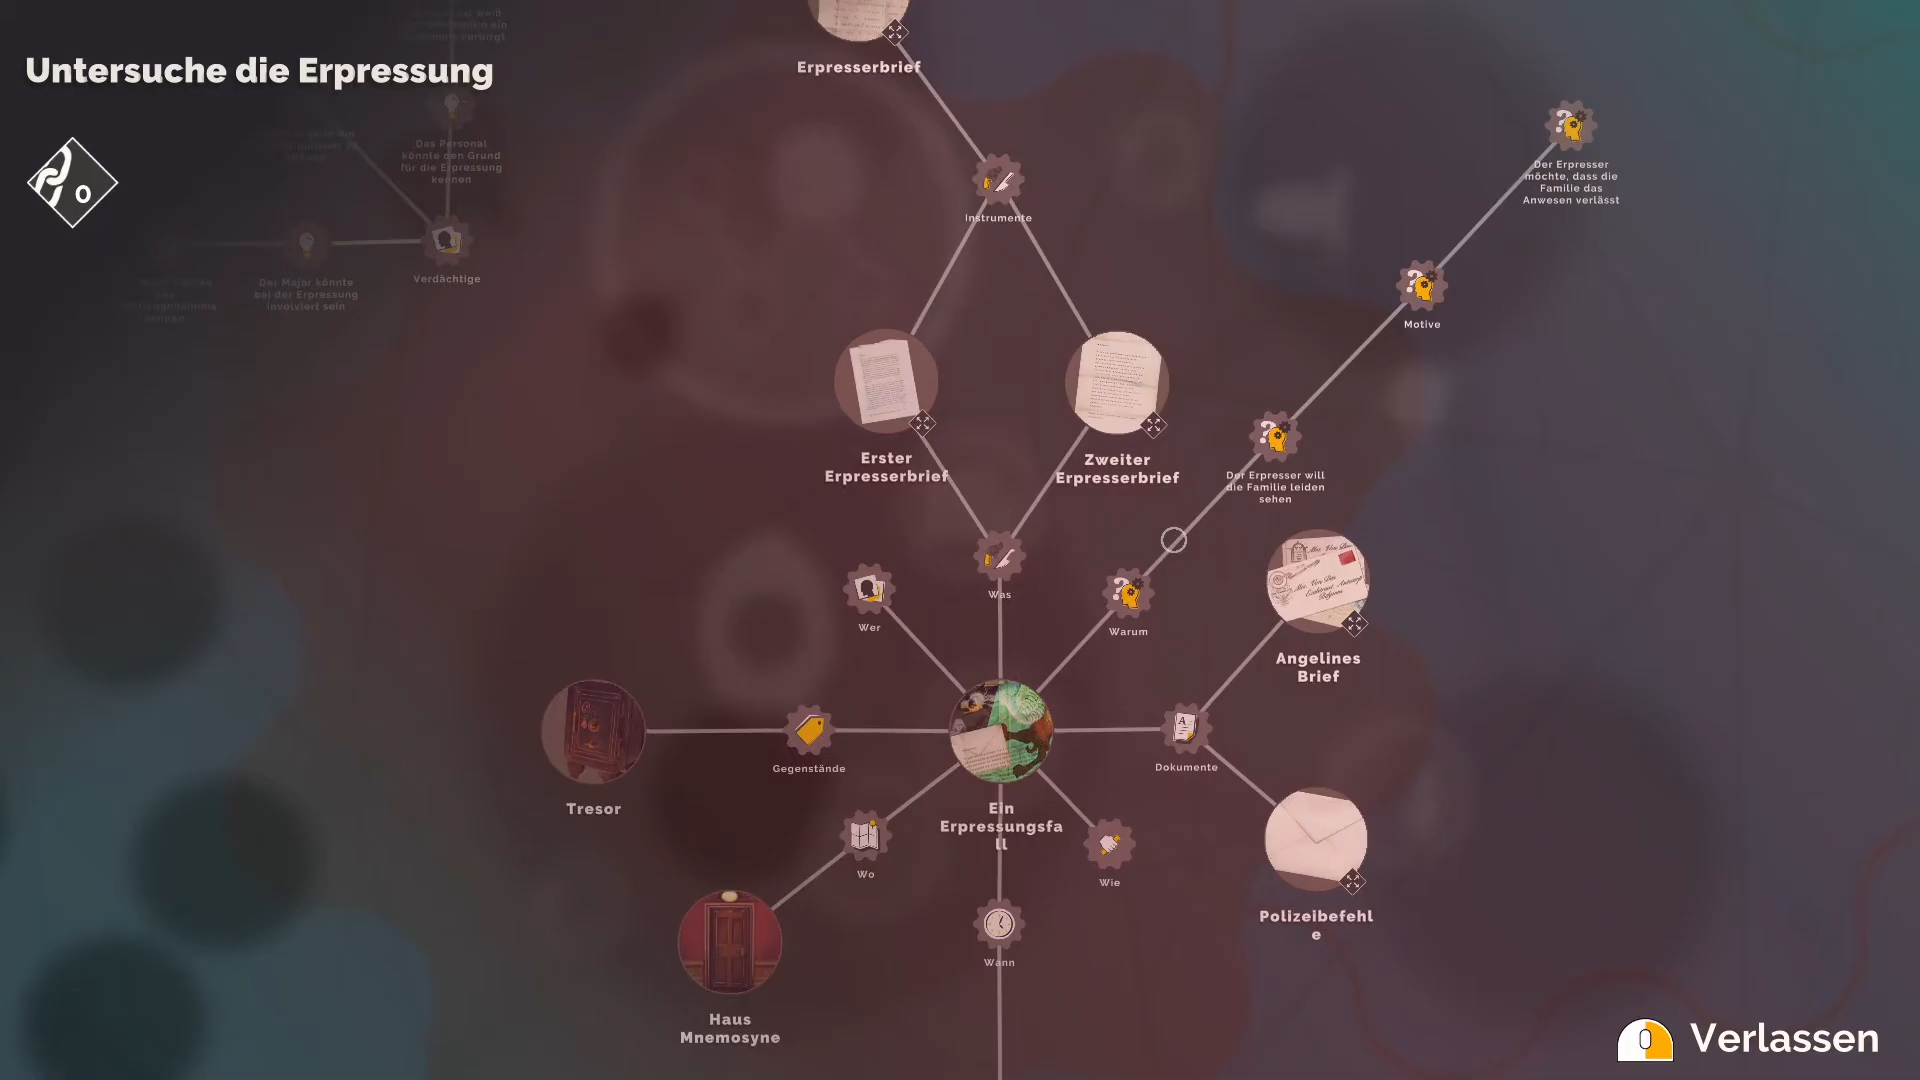 Untersuche die Erpressung
0
Das Personal
könnte den Grund
für die Erpressung
kennen
Verdächtige
Der Major könnte
bei der Erpressung
involviert sein
Erpresserbrief
Instrumente
Der Erpresser
möchte, dass die
Familie das
Anwesen verlässt
Motive
Erster
Erpresserbrief
Zweiter
Erpresserbrief
Der Erpresser will
die Familie leiden
sehen
Was
Wer
Warum
Angelines
Brief
Tresor
Gegenstände
Dokumente
Ein
Erpressungsfa
ll
Wo
Wie
Polizeibefehl
e
Wann
Haus
Mnemosyne
Verlassen